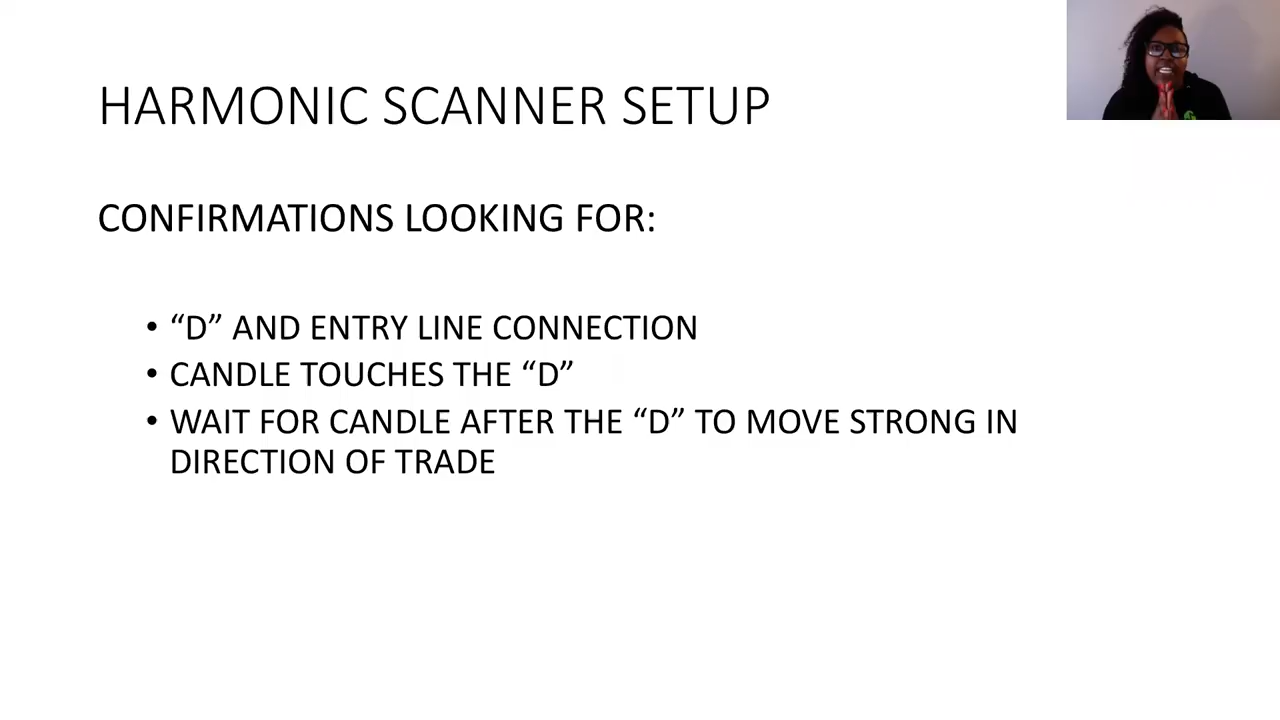 HARMONIC SCANNER SETUP
CONFIRMATIONS LOOKING FOR:
• “D” AND ENTRY LINE CONNECTION
• CANDLE TOUCHES THE “D”
• WAIT FOR CANDLE AFTER THE “D” TO MOVE STRONG IN
DIRECTION OF TRADE